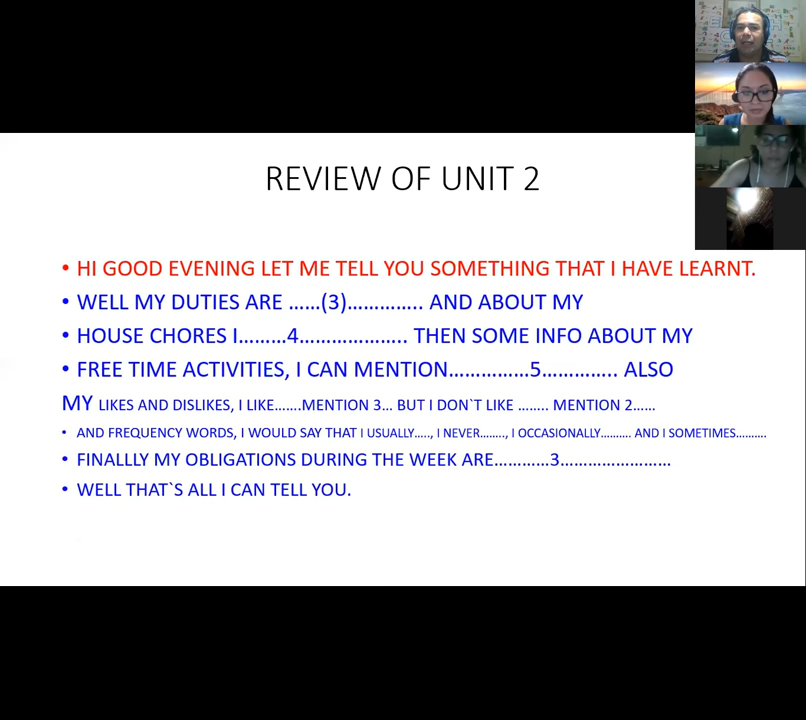 REVIEW OF UNIT 2
• HI GOOD EVENING LET ME TELL YOU SOMETHING THAT I HAVE LEARNT.
• WELL MY DUTIES ARE ……(3)………….. AND ABOUT MY
• HOUSE CHORES I………4……………….. THEN SOME INFO ABOUT MY
• FREE TIME ACTIVITIES, I CAN MENTION……………5………….. ALSO
MY LIKES AND DISLIKES, I LIKE…….MENTION 3… BUT I DON`T LIKE …….. MENTION 2……
• AND FREQUENCY WORDS, I WOULD SAY THAT I USUALLY….., I NEVER…….., I OCCASIONALLY………. AND I SOMETIMES……….
• FINALLLY MY OBLIGATIONS DURING THE WEEK ARE…………3……………………
• WELL THAT`S ALL I CAN TELL YOU.